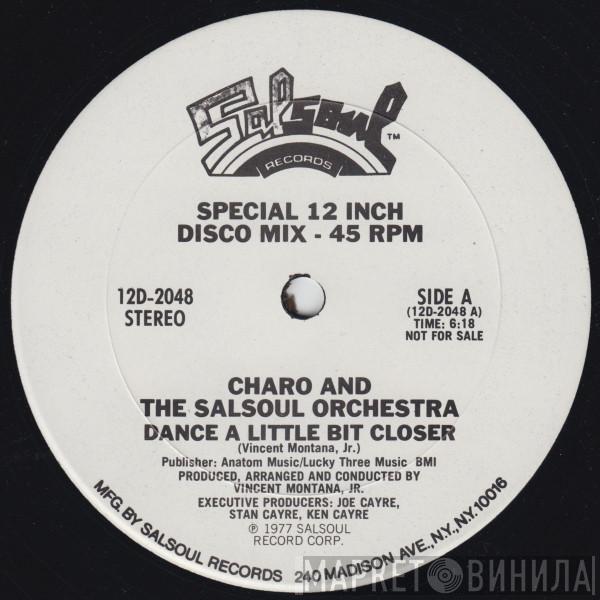 Salsoul TM
RECORDS
SPECIAL 12 INCH
DISCO MIX - 45 RPM
12D-2048
STEREO
SIDE A
(12D-2048 A)
TIME: 6:18
NOT FOR SALE
CHARO AND
THE SALSOUL ORCHESTRA
DANCE A LITTLE BIT CLOSER
(Vincent Montana, Jr.)
Publisher: Anatom Music/Lucky Three Music BMI
PRODUCED, ARRANGED AND CONDUCTED BY
VINCENT MONTANA, JR.
EXECUTIVE PRODUCERS: JOE CAYRE,
STAN CAYRE, KEN CAYRE
℗ 1977 SALSOUL
RECORD CORP.
MFG. BY SALSOUL RECORDS 240 MADISON AVE., N.Y., N.Y. 10016
МАРКЕТ ВИНИЛА